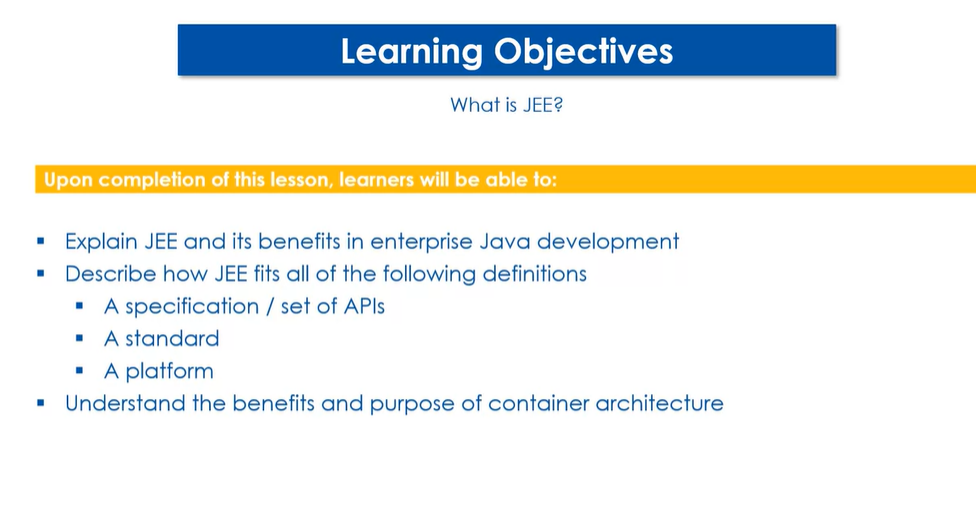 Learning Objectives
What is JEE?
Upon completion of this lesson, learners will be able to:
▪ Explain JEE and its benefits in enterprise Java development
▪ Describe how JEE fits all of the following definitions
▪ A specification / set of APIs
▪ A standard
▪ A platform
▪ Understand the benefits and purpose of container architecture